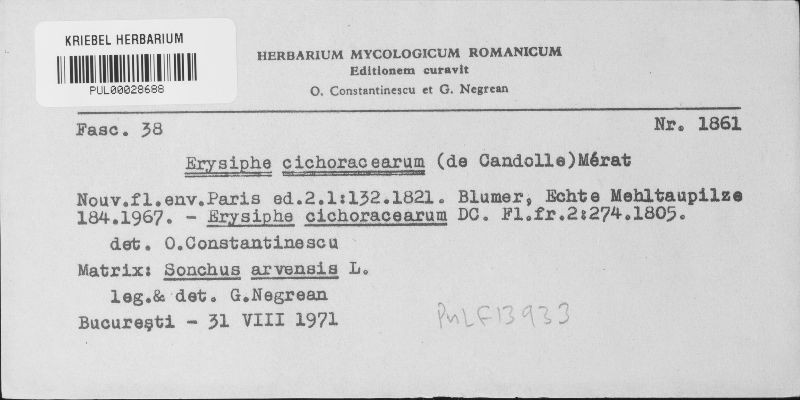 KRIEBEL HERBARIUM
PUL00028688
HERBARIUM MYCOLOGICUM ROMANICUM
Editionem curavit
O. Constantinescu et G. Negrean
Fasc. 38
Nr. 1861
Erysiphe cichoracearum (de Candolle)Mérat
Nouv.fl.env.Paris ed.2.1:132.1821. Blumer, Echte Mehltaupilze
184.1967. - Erysiphe cichoracearum DC. Fl.fr.2:274.1805.
det. O.Constantinescu
Matrix: Sonchus arvensis L.
leg.& det. G.Negrean
București - 31 VIII 1971
PULF13933